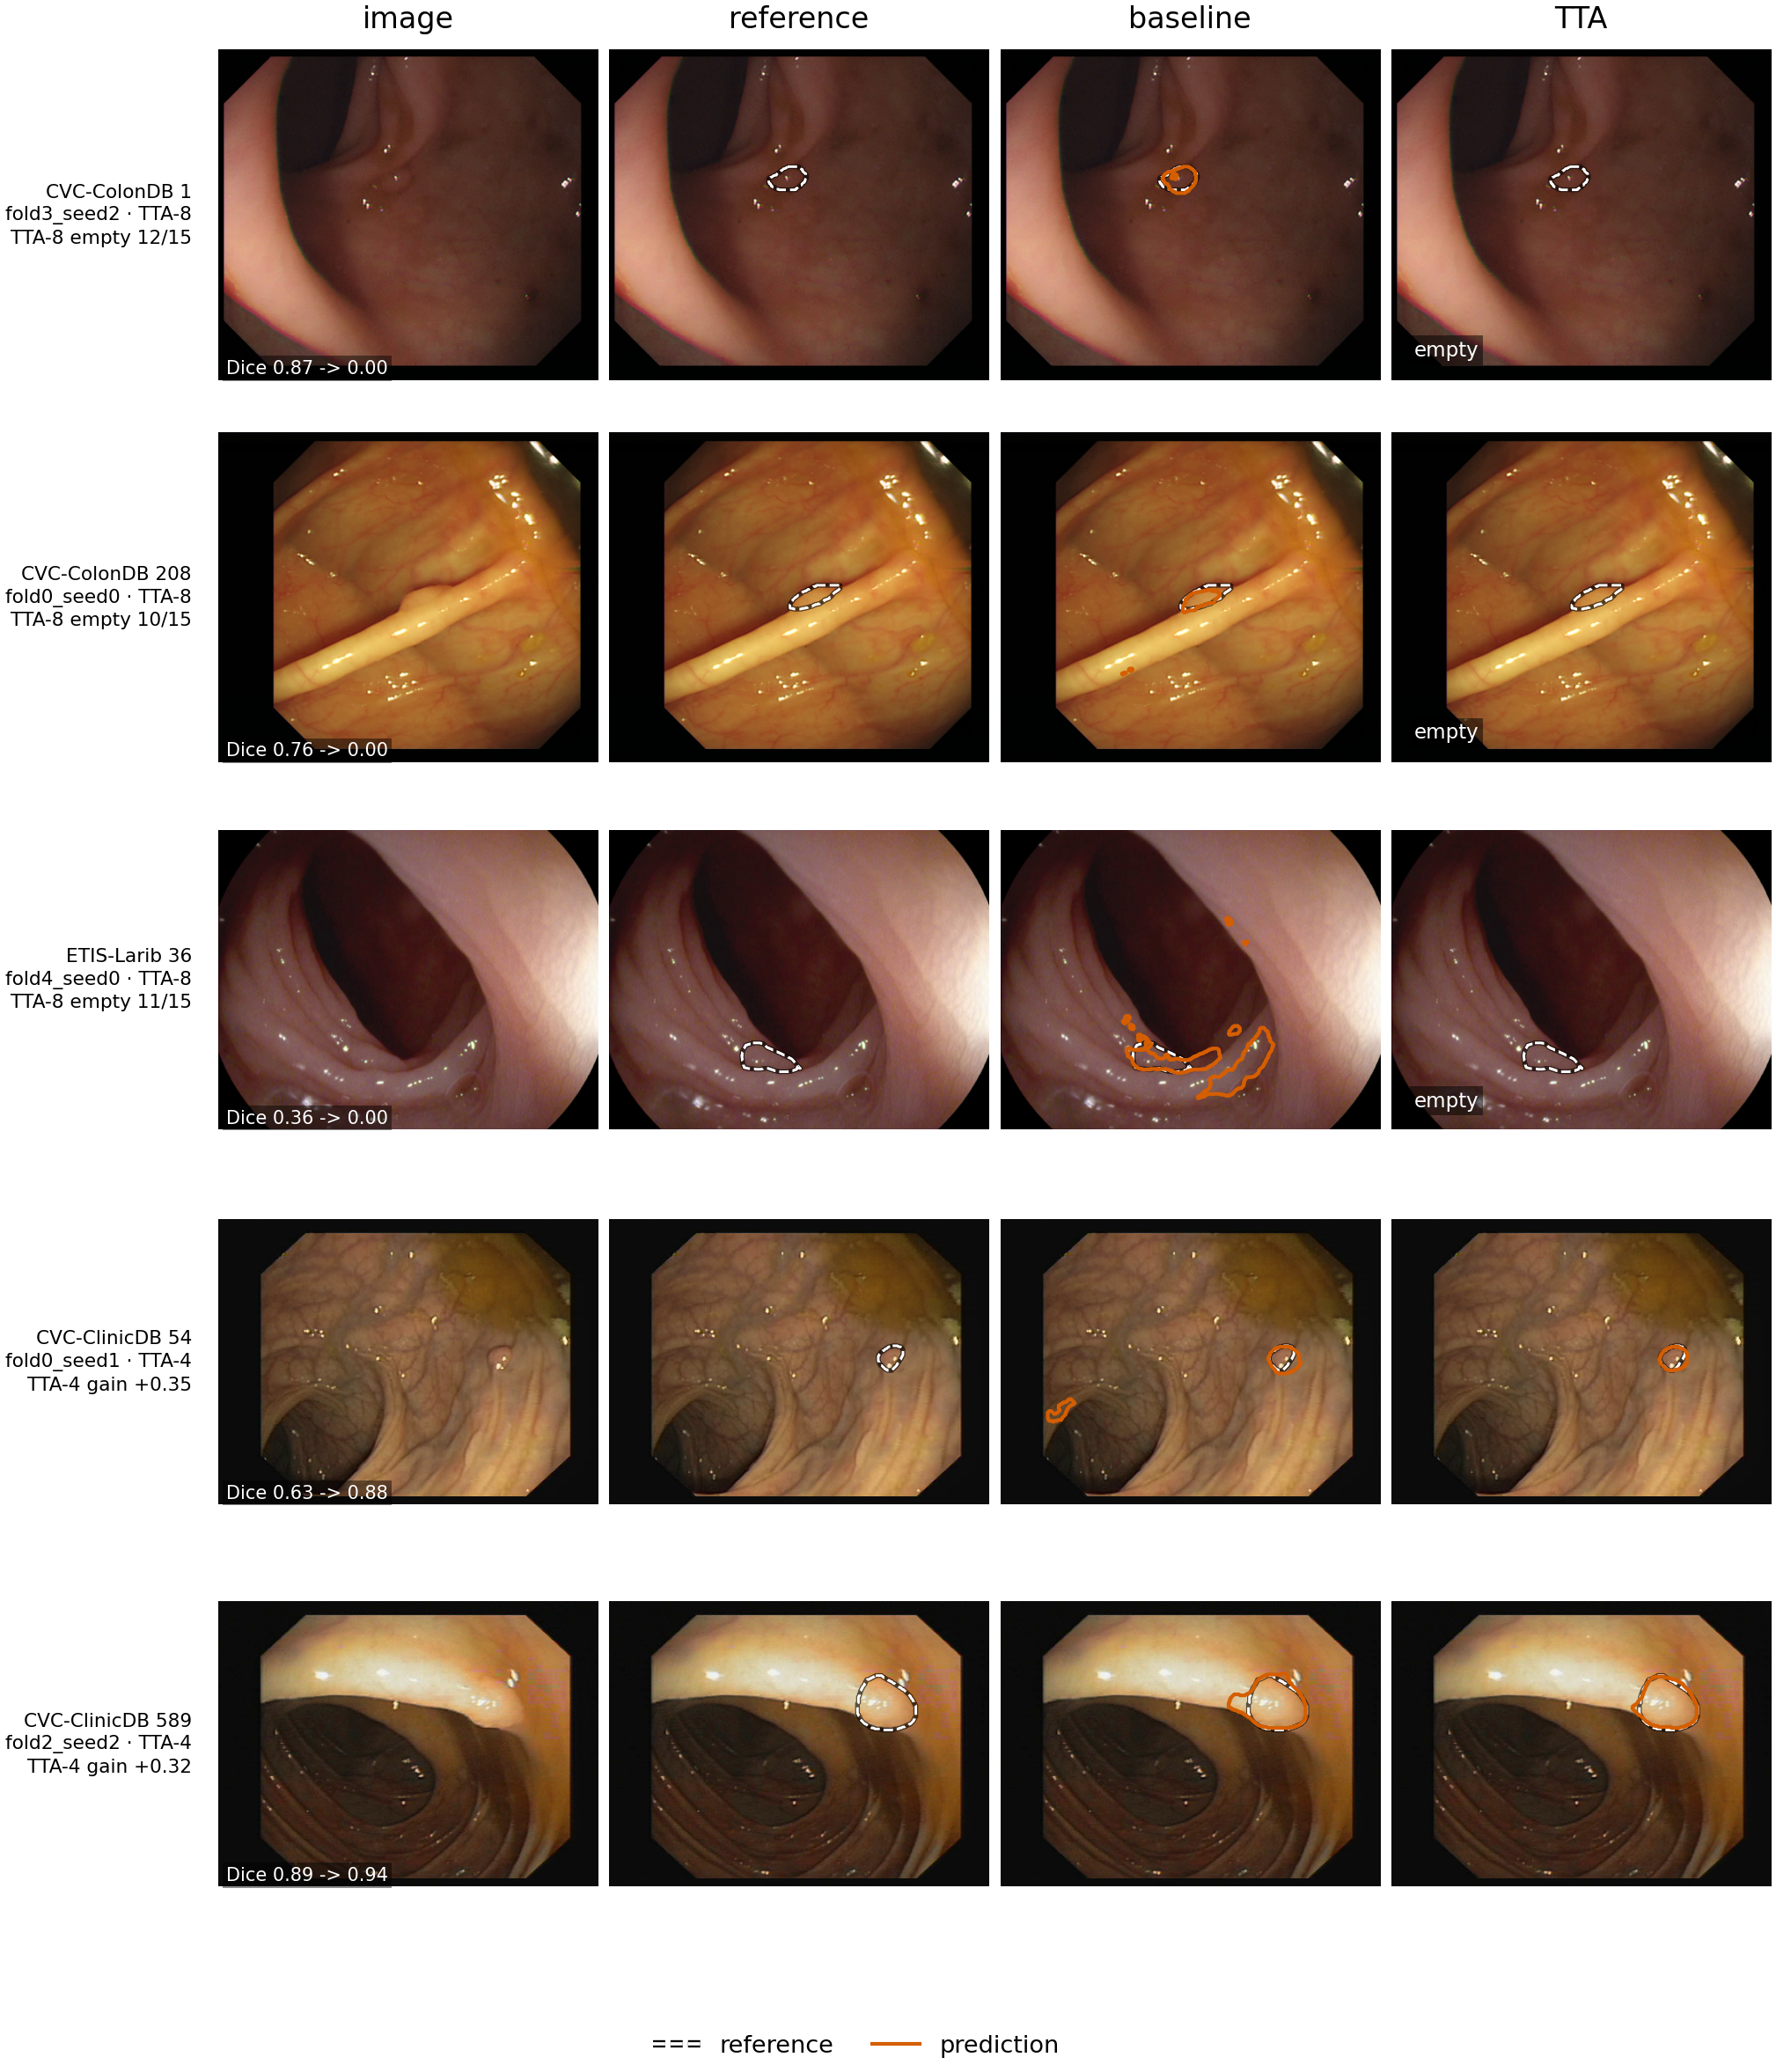 image reference baseline TTA
CVC-ColonDB 1
fold3_seed2 · TTA-8
TTA-8 empty 12/15
Dice 0.87 -> 0.00
empty
CVC-ColonDB 208
fold0_seed0 · TTA-8
TTA-8 empty 10/15
Dice 0.76 -> 0.00
empty
ETIS-Larib 36
fold4_seed0 · TTA-8
TTA-8 empty 11/15
Dice 0.36 -> 0.00
empty
CVC-ClinicDB 54
fold0_seed1 · TTA-4
TTA-4 gain +0.35
Dice 0.63 -> 0.88
CVC-ClinicDB 589
fold2_seed2 · TTA-4
TTA-4 gain +0.32
Dice 0.89 -> 0.94
reference prediction